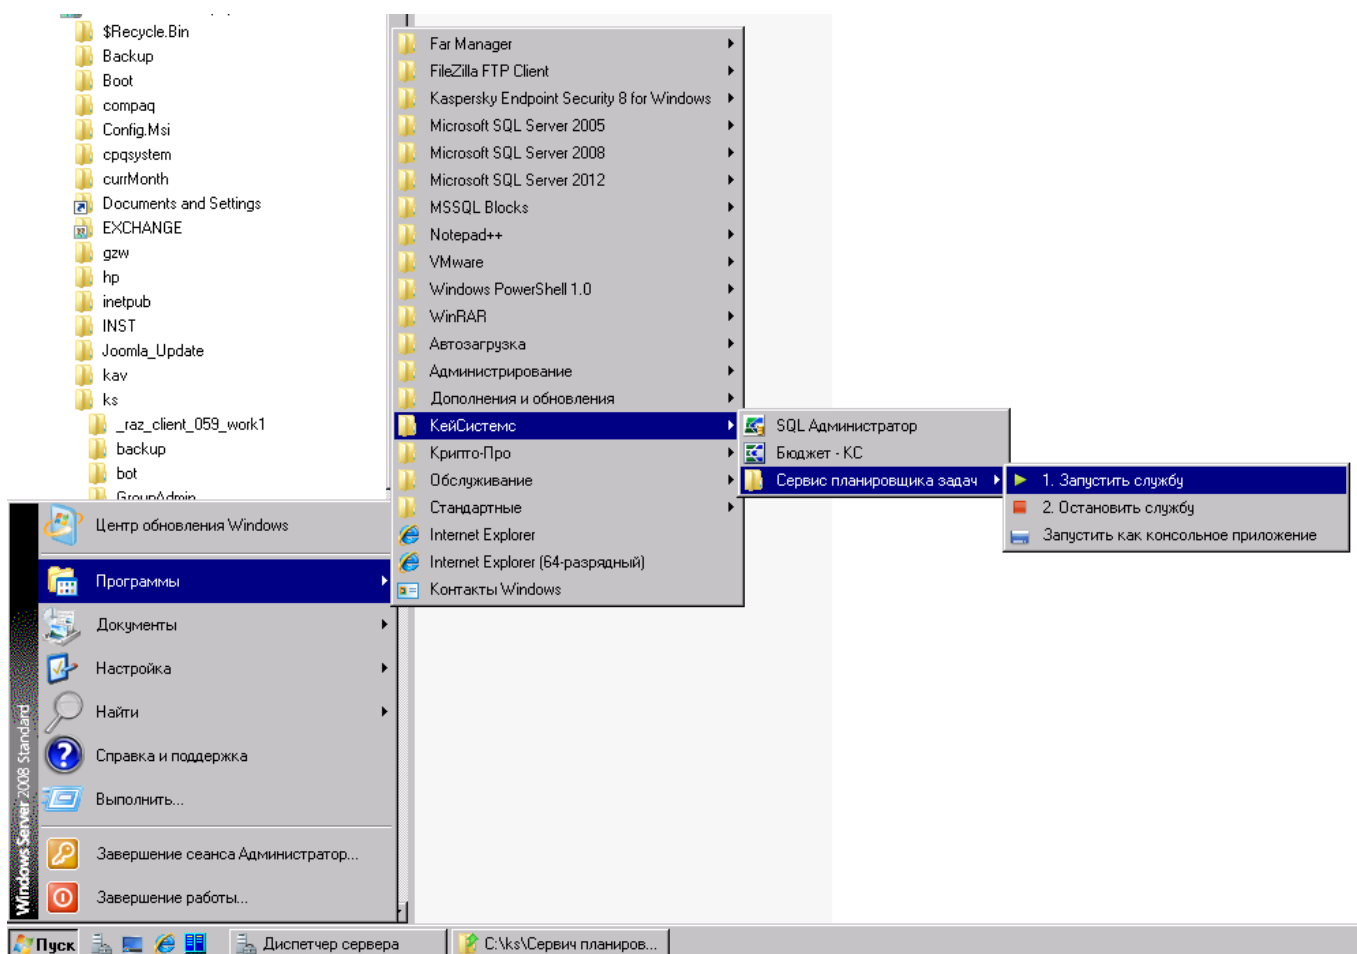 $Recycle.Bin
Backup
Boot
compaq
Config.Msi
cpqsystem
currMonth
Documents and Settings
EXCHANGE
gzw
hp
inetpub
INST
Joomla_Update
kav
ks
_raz_client_059_work1
backup
bot
GroupAdmin
Far Manager
FileZilla FTP Client
Kaspersky Endpoint Security 8 for Windows
Microsoft SQL Server 2005
Microsoft SQL Server 2008
Microsoft SQL Server 2012
MSSQL Blocks
Notepad++
VMware
Windows PowerShell 1.0
WinRAR
Автозагрузка
Администрирование
Дополнения и обновления
КейСистемс
Крипто-Про
Обслуживание
Стандартные
Internet Explorer
Internet Explorer (64-разрядный)
Контакты Windows
SQL Администратор
Бюджет - КС
Сервис планировщика задач
1. Запустить службу
2. Остановить службу
Запустить как консольное приложение
Центр обновления Windows
Программы
Документы
Настройка
Найти
Справка и поддержка
Выполнить...
Завершение сеанса Администратор...
Завершение работы...
Windows Server 2008 Standard
Пуск
Диспетчер сервера
C:\ks\Сервич планиров...